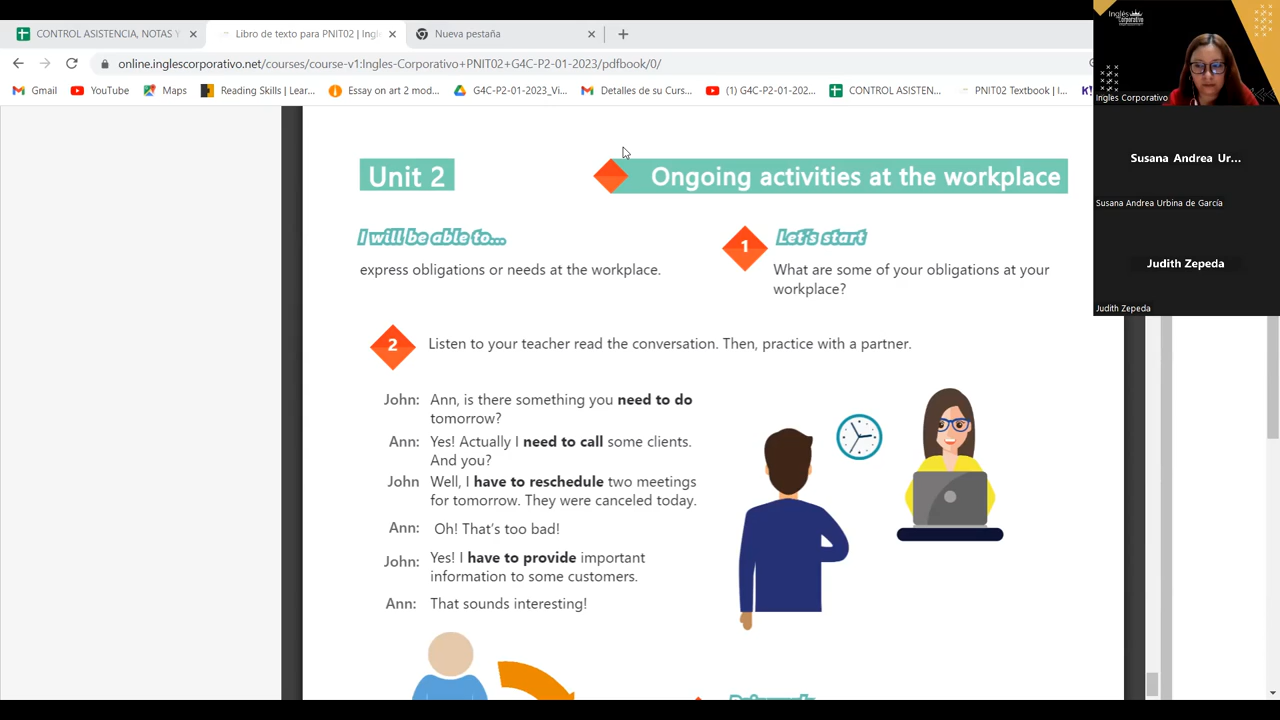 CONTROL ASISTENCIA, NOTAS Y
Libro de texto para PNIT02 | Ingl
Nueva pestaña
online.inglescorporativo.net/courses/course-v1:Ingles-Corporativo+PNIT02+G4C-P2-01-2023/pdfbook/0/
Gmail
YouTube
Maps
Reading Skills | Lear...
Essay on art 2 mod...
G4C-P2-01-2023_Vi...
Detalles de su Curs...
(1) G4C-P2-01-202...
CONTROL ASISTEN...
PNIT02 Textbook | I...
Inglés
Corporativo
Ingles Corporativo
Susana Andrea Ur...
Susana Andrea Urbina de García
Judith Zepeda
Judith Zepeda
Unit 2
Ongoing activities at the workplace
I will be able to...
express obligations or needs at the workplace.
1
Let's start
What are some of your obligations at your
workplace?
2
Listen to your teacher read the conversation. Then, practice with a partner.
John: Ann, is there something you need to do
tomorrow?
Ann: Yes! Actually I need to call some clients.
And you?
John Well, I have to reschedule two meetings
for tomorrow. They were canceled today.
Ann: Oh! That's too bad!
John: Yes! I have to provide important
information to some customers.
Ann: That sounds interesting!